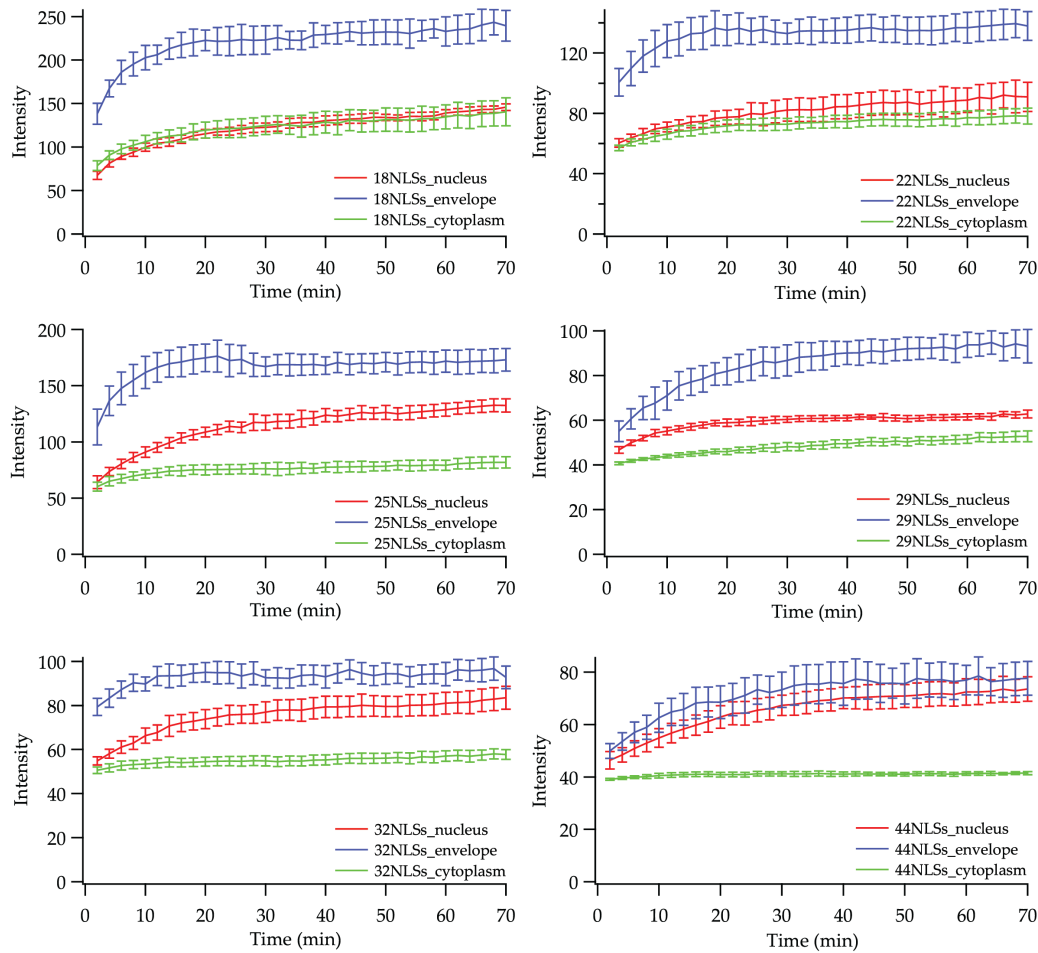 250
200
150
100
50
0
Intensity
18NLSs_nucleus
18NLSs_envelope
18NLSs_cytoplasm
0 10 20 30 40 50 60 70
Time (min)
120
80
40
0
Intensity
22NLSs_nucleus
22NLSs_envelope
22NLSs_cytoplasm
0 10 20 30 40 50 60 70
Time (min)
200
150
100
50
0
Intensity
25NLSs_nucleus
25NLSs_envelope
25NLSs_cytoplasm
0 10 20 30 40 50 60 70
Time (min)
100
80
60
40
20
0
Intensity
29NLSs_nucleus
29NLSs_envelope
29NLSs_cytoplasm
0 10 20 30 40 50 60 70
Time (min)
100
80
60
40
20
0
Intensity
32NLSs_nucleus
32NLSs_envelope
32NLSs_cytoplasm
0 10 20 30 40 50 60 70
Time (min)
80
60
40
20
0
Intensity
44NLSs_nucleus
44NLSs_envelope
44NLSs_cytoplasm
0 10 20 30 40 50 60 70
Time (min)